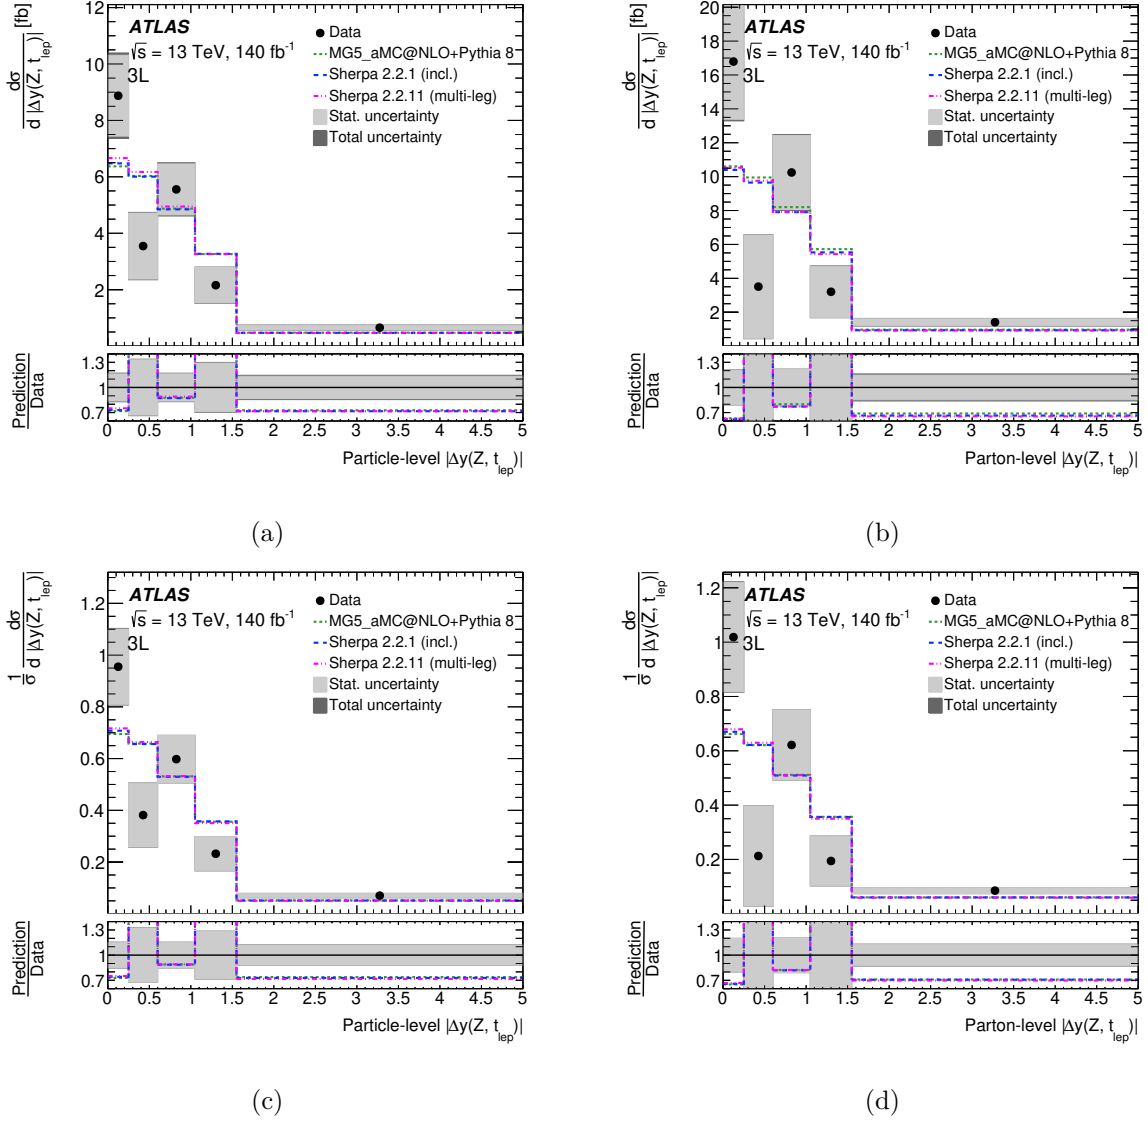 dσ
d |Δy(Z, t_lep)| [fb]
ATLAS
√s = 13 TeV, 140 fb⁻¹
3L
Data
MG5_aMC@NLO+Pythia 8
Sherpa 2.2.1 (incl.)
Sherpa 2.2.11 (multi-leg)
Stat. uncertainty
Total uncertainty
12
10
8
6
4
2
Prediction
Data
1.3
1
0.7
0 0.5 1 1.5 2 2.5 3 3.5 4 4.5 5
Particle-level |Δy(Z, t_lep)|
(a)
dσ
d |Δy(Z, t_lep)| [fb]
ATLAS
√s = 13 TeV, 140 fb⁻¹
3L
Data
MG5_aMC@NLO+Pythia 8
Sherpa 2.2.1 (incl.)
Sherpa 2.2.11 (multi-leg)
Stat. uncertainty
Total uncertainty
20
18
16
14
12
10
8
6
4
2
Prediction
Data
1.3
1
0.7
0 0.5 1 1.5 2 2.5 3 3.5 4 4.5 5
Parton-level |Δy(Z, t_lep)|
(b)
1 dσ
σ d |Δy(Z, t_lep)|
ATLAS
√s = 13 TeV, 140 fb⁻¹
3L
Data
MG5_aMC@NLO+Pythia 8
Sherpa 2.2.1 (incl.)
Sherpa 2.2.11 (multi-leg)
Stat. uncertainty
Total uncertainty
1.2
1
0.8
0.6
0.4
0.2
Prediction
Data
1.3
1
0.7
0 0.5 1 1.5 2 2.5 3 3.5 4 4.5 5
Particle-level |Δy(Z, t_lep)|
(c)
1 dσ
σ d |Δy(Z, t_lep)|
ATLAS
√s = 13 TeV, 140 fb⁻¹
3L
Data
MG5_aMC@NLO+Pythia 8
Sherpa 2.2.1 (incl.)
Sherpa 2.2.11 (multi-leg)
Stat. uncertainty
Total uncertainty
1.2
1
0.8
0.6
0.4
0.2
Prediction
Data
1.3
1
0.7
0 0.5 1 1.5 2 2.5 3 3.5 4 4.5 5
Parton-level |Δy(Z, t_lep)|
(d)